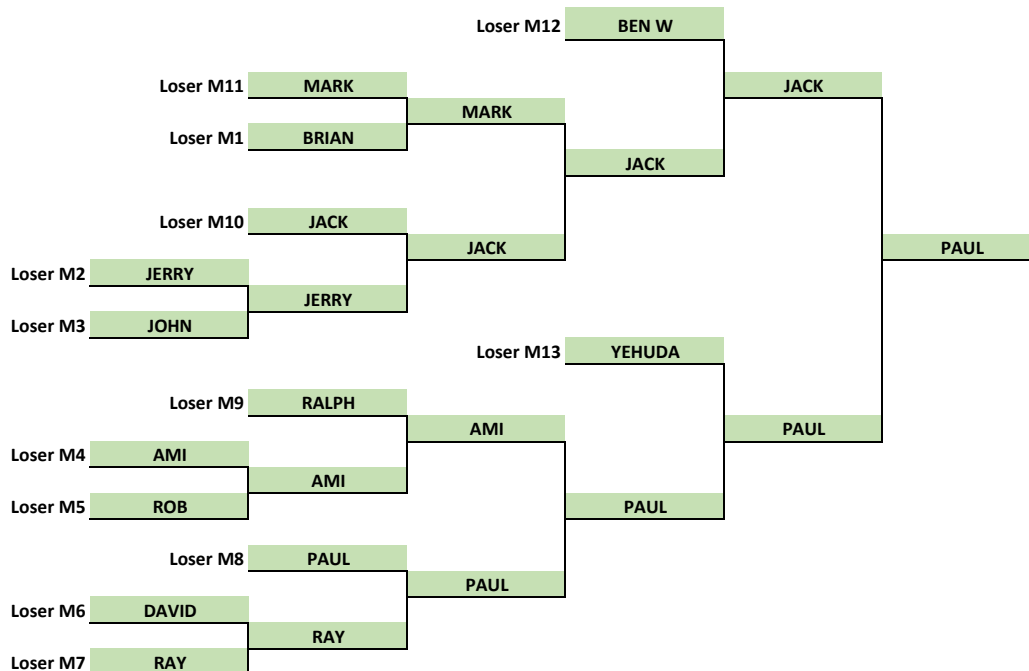 Loser M12 BEN W
Loser M11 MARK JACK
MARK
Loser M1 BRIAN
JACK
Loser M10 JACK
JACK PAUL
Loser M2 JERRY
JERRY
Loser M3 JOHN
Loser M13 YEHUDA
Loser M9 RALPH
AMI PAUL
Loser M4 AMI
AMI
Loser M5 ROB PAUL
Loser M8 PAUL
PAUL
Loser M6 DAVID
RAY
Loser M7 RAY